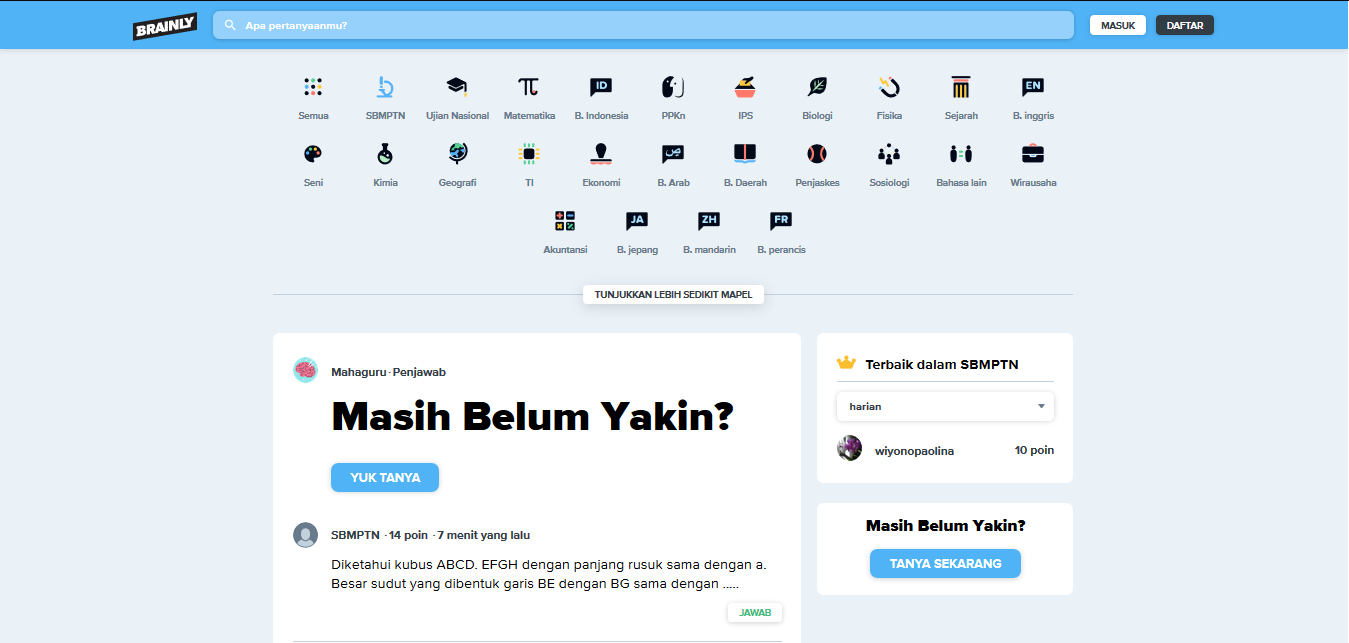 BRAINLY
Apa pertanyaanmu?
MASUK
DAFTAR
Semua
SBMPTN
Ujian Nasional
Matematika
ID
B. Indonesia
PPKn
IPS
Biologi
Fisika
Sejarah
EN
B. inggris
Seni
Kimia
Geografi
TI
Ekonomi
ض
B. Arab
B. Daerah
Penjaskes
Sosiologi
Bahasa lain
Wirausaha
Akuntansi
JA
B. jepang
ZH
B. mandarin
FR
B. perancis
TUNJUKKAN LEBIH SEDIKIT MAPEL
Mahaguru · Penjawab
Masih Belum Yakin?
YUK TANYA
SBMPTN · 14 poin · 7 menit yang lalu
Diketahui kubus ABCD. EFGH dengan panjang rusuk sama dengan a.
Besar sudut yang dibentuk garis BE dengan BG sama dengan .....
JAWAB
Terbaik dalam SBMPTN
harian
wiyonopaolina
10 poin
Masih Belum Yakin?
TANYA SEKARANG